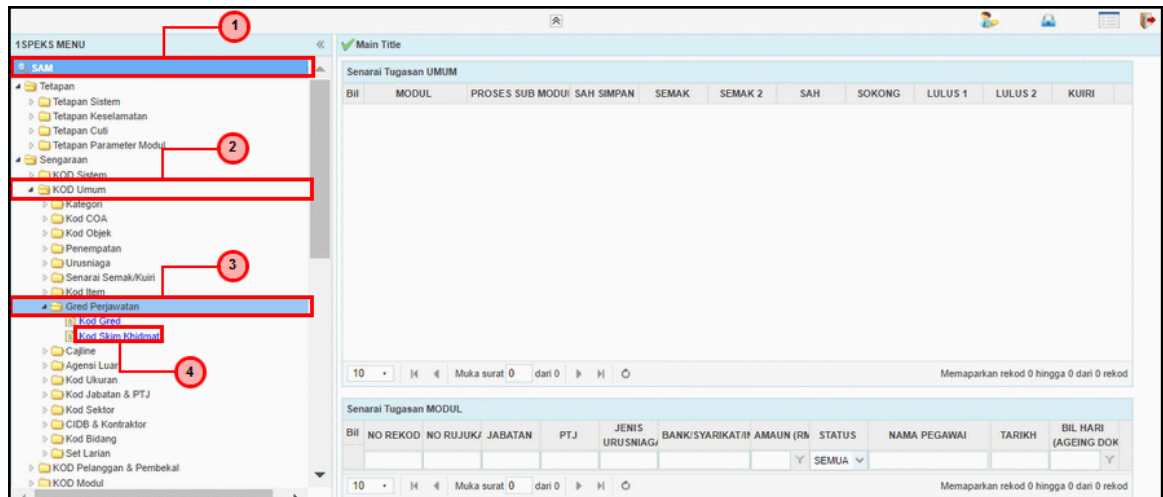 1
1SPEKS MENU
Main Title
SAM
Senarai Tugasan UMUM
Bil MODUL PROSES SUB MODUL SAH SIMPAN SEMAK SEMAK 2 SAH SOKONG LULUS 1 LULUS 2 KUIRI
Tetapan
Tetapan Sistem
Tetapan Keselamatan
Tetapan Cuti
Tetapan Parameter Modul
2
Sengaraan
KOD Sistem
KOD Umum
Kategori
Kod COA
Kod Objek
Penempatan
Urusniaga
3
Senarai Semak/Kuiri
Kod Item
Gred Perjawatan
Kod Gred
Kod Skim Khidmat
Cajline
Agensi Luar
4
Kod Ukuran
Kod Jabatan & PTJ
Kod Sektor
CIDB & Kontraktor
Kod Bidang
Set Larian
KOD Pelanggan & Pembekal
KOD Modul
10 Muka surat 0 dari 0 Memaparkan rekod 0 hingga 0 dari 0 rekod
Senarai Tugasan MODUL
Bil NO REKOD NO RUJUKA JABATAN PTJ JENIS URUSNIAGA BANK/SYARIKAT/IN AMAUN (RM STATUS NAMA PEGAWAI TARIKH BIL HARI (AGEING DOK
SEMUA
10 Muka surat 0 dari 0 Memaparkan rekod 0 hingga 0 dari 0 rekod